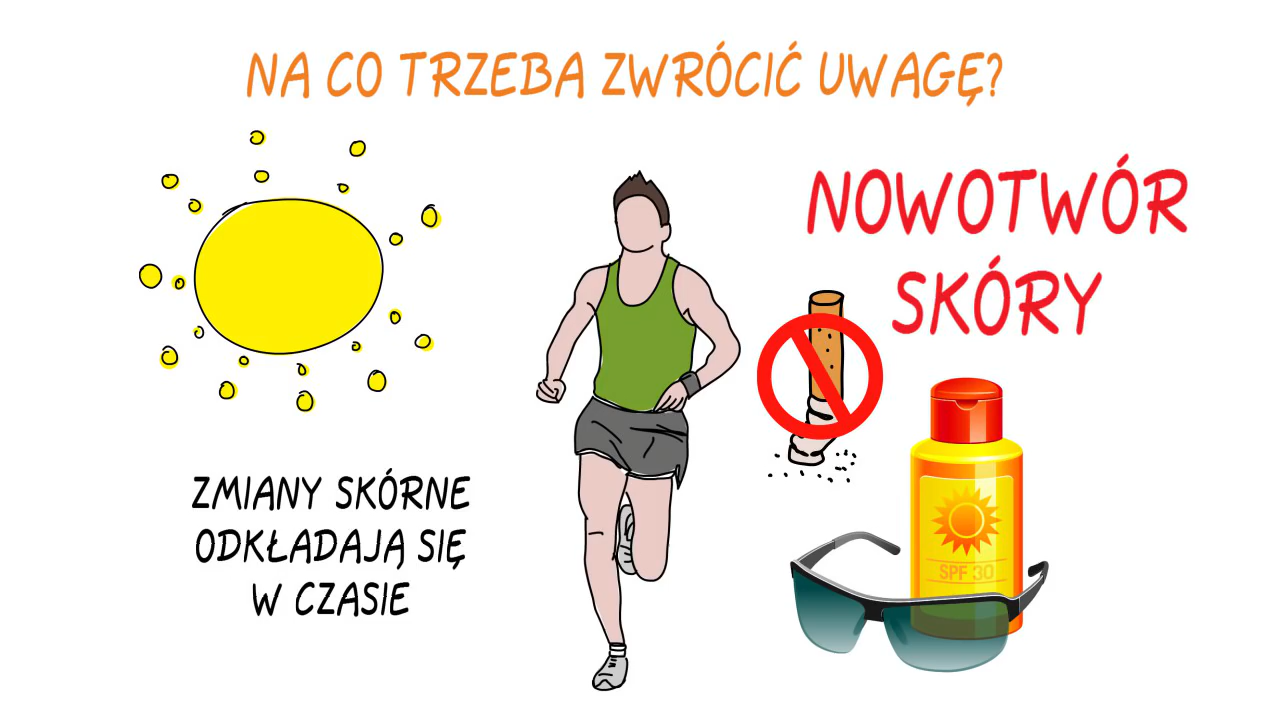 NA CO TRZEBA ZWRÓCIĆ UWAGĘ?
NOWOTWÓR
SKÓRY
ZMIANY SKÓRNE
ODKŁADAJĄ SIĘ
W CZASIE
SPF 30